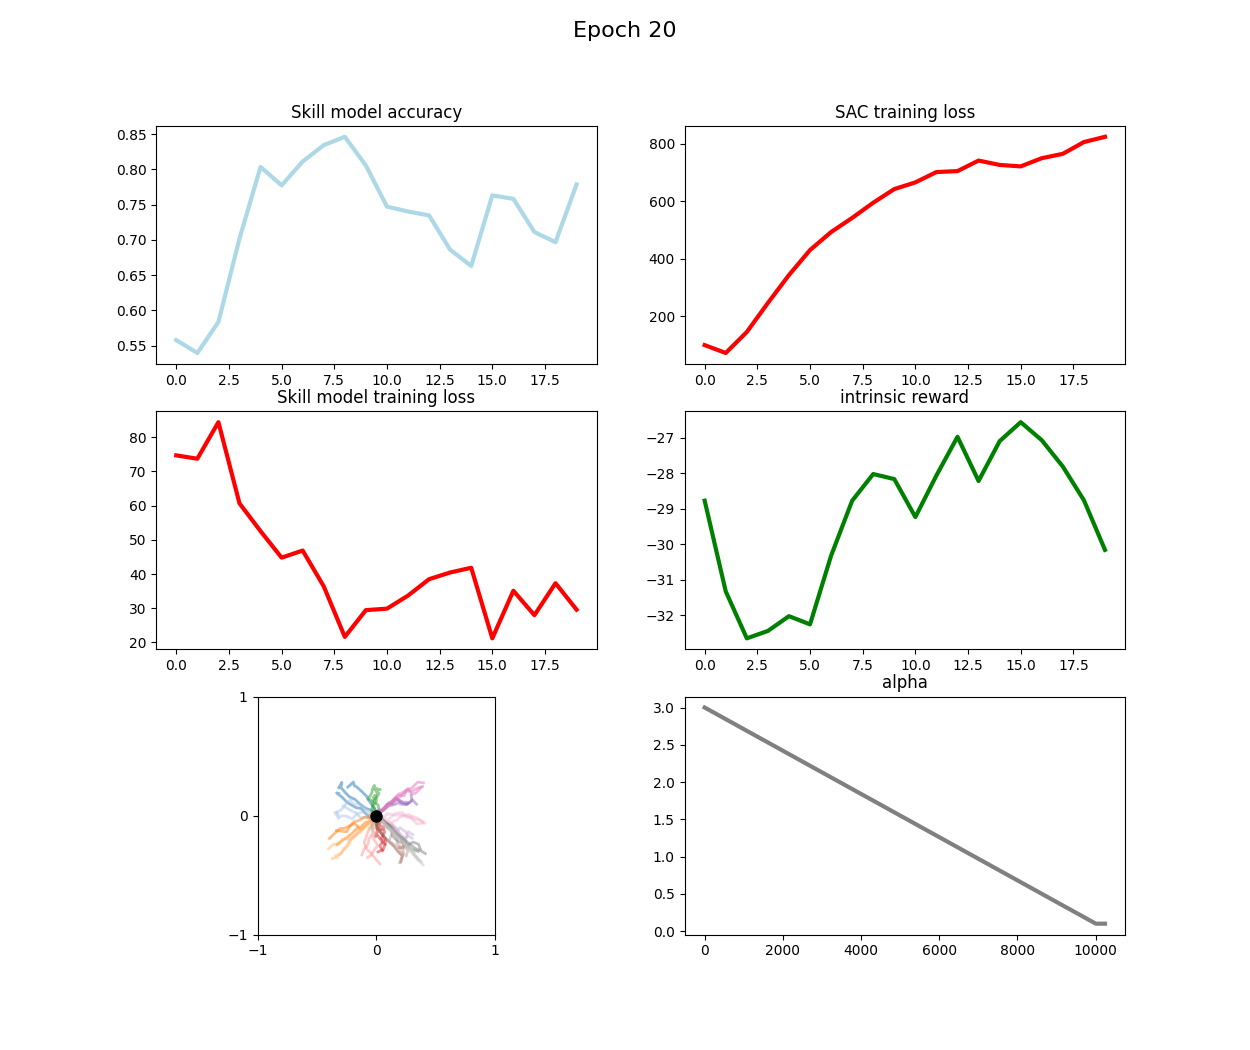 Epoch 20
Skill model accuracy
0.85
0.80
0.75
0.70
0.65
0.60
0.55
0.0 2.5 5.0 7.5 10.0 12.5 15.0 17.5
SAC training loss
800
600
400
200
0.0 2.5 5.0 7.5 10.0 12.5 15.0 17.5
Skill model training loss
80
70
60
50
40
30
20
0.0 2.5 5.0 7.5 10.0 12.5 15.0 17.5
intrinsic reward
−27
−28
−29
−30
−31
−32
0.0 2.5 5.0 7.5 10.0 12.5 15.0 17.5
1
0
−1
−1 0 1
alpha
3.0
2.5
2.0
1.5
1.0
0.5
0.0
0 2000 4000 6000 8000 10000